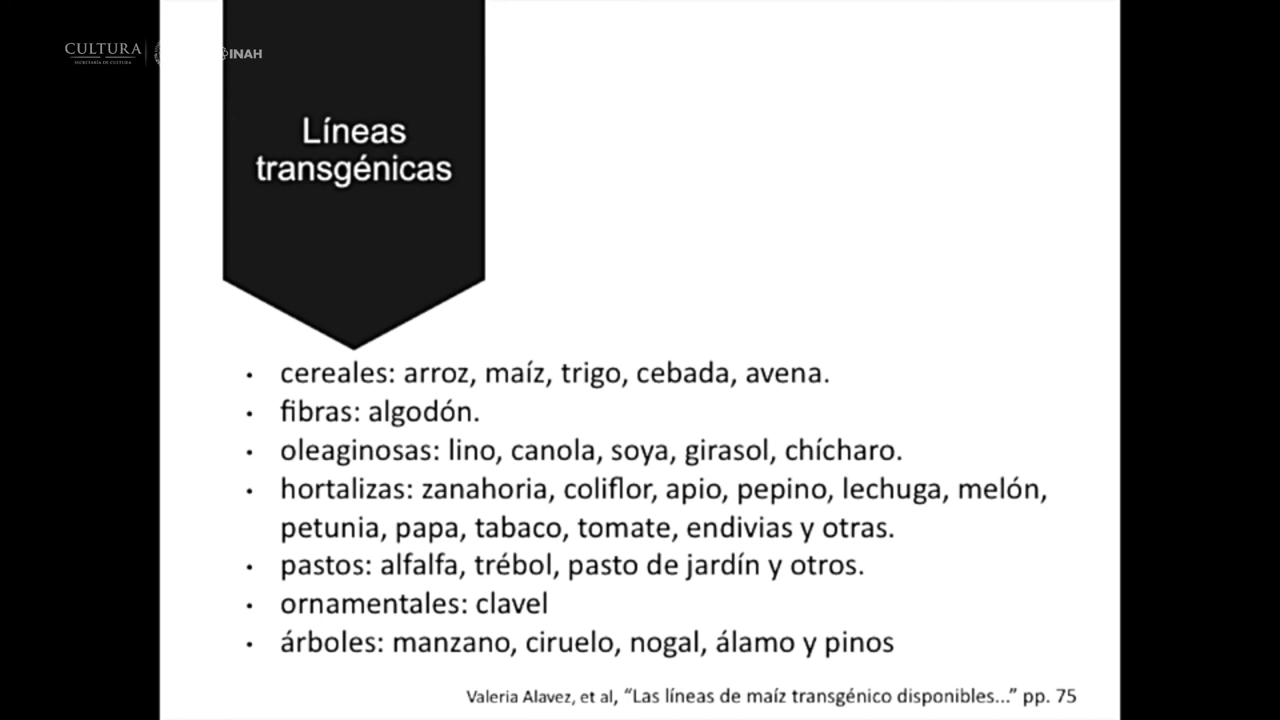 CULTURA
SECRETARÍA DE CULTURA
INAH
Líneas
transgénicas
• cereales: arroz, maíz, trigo, cebada, avena.
• fibras: algodón.
• oleaginosas: lino, canola, soya, girasol, chícharo.
• hortalizas: zanahoria, coliflor, apio, pepino, lechuga, melón,
petunia, papa, tabaco, tomate, endivias y otras.
• pastos: alfalfa, trébol, pasto de jardín y otros.
• ornamentales: clavel
• árboles: manzano, ciruelo, nogal, álamo y pinos
Valeria Alavez, et al, “Las líneas de maíz transgénico disponibles...” pp. 75